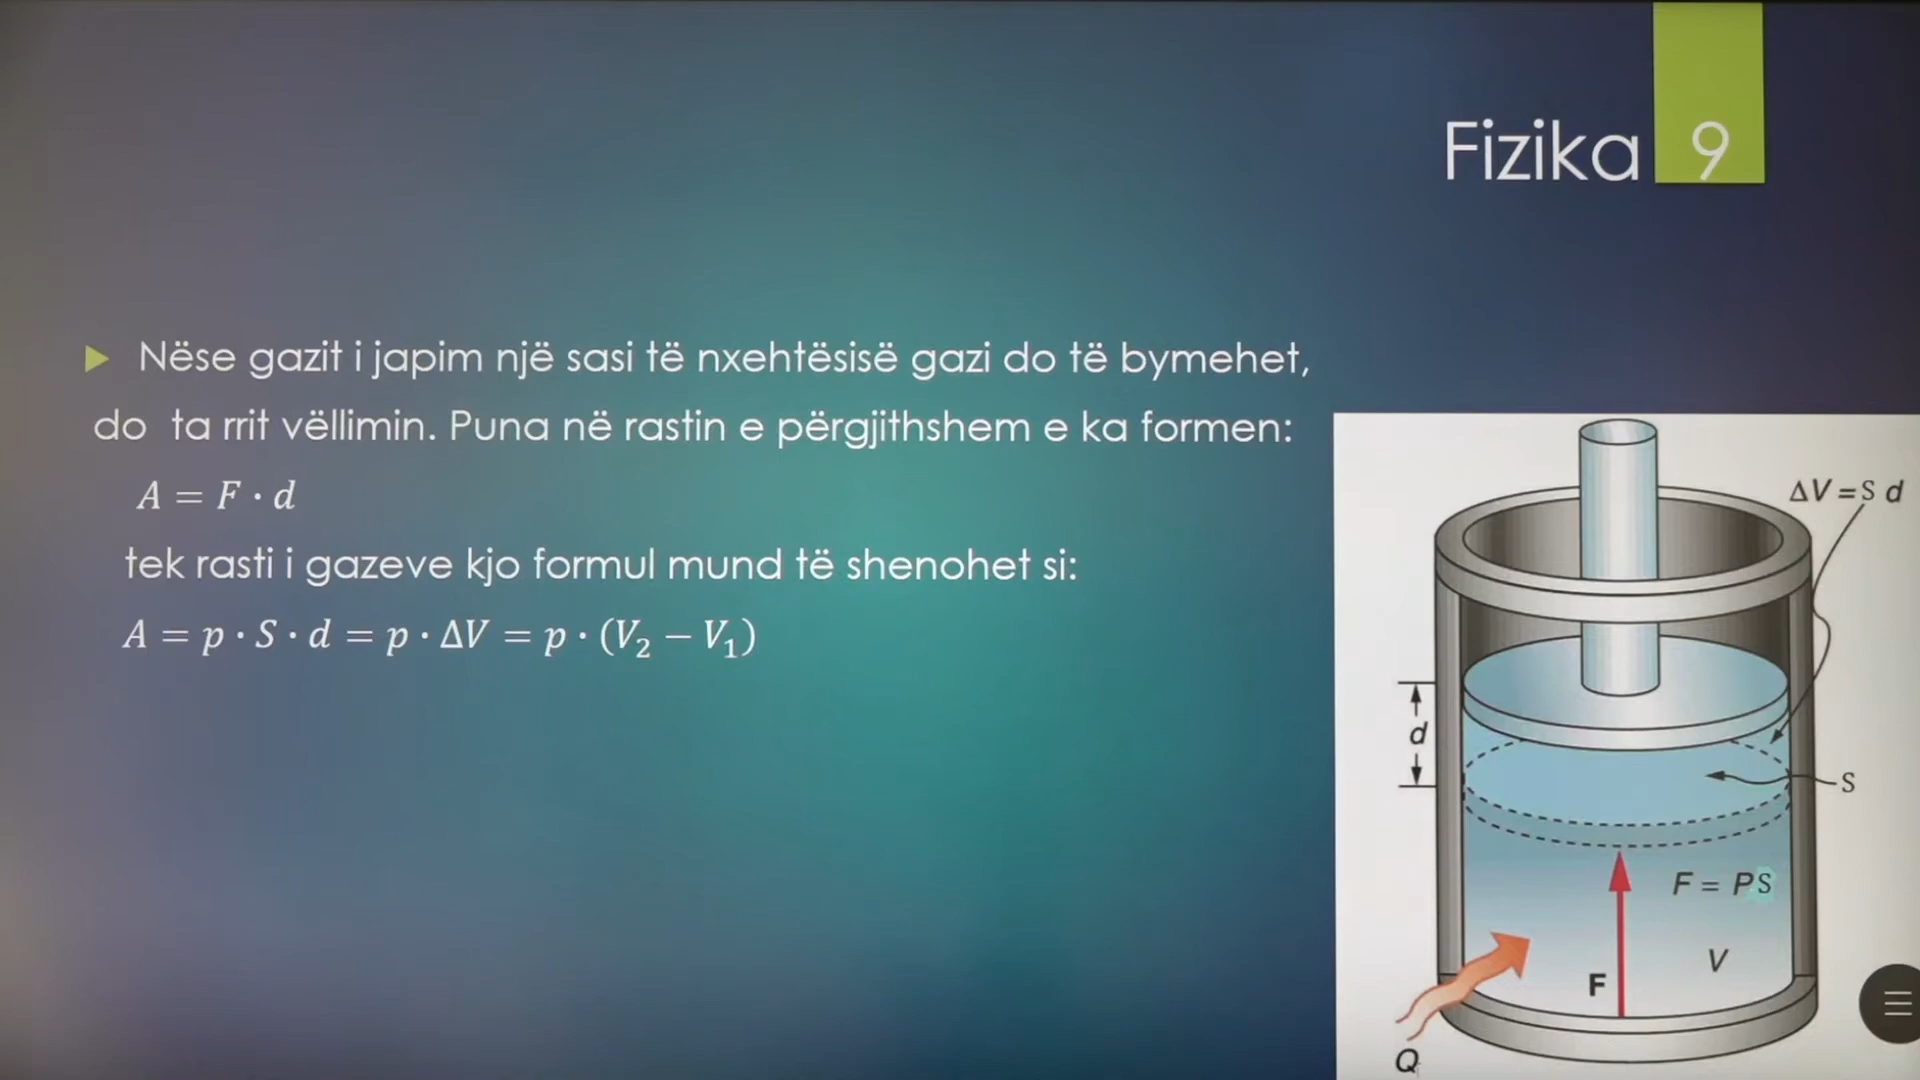 Fizika 9
Nëse gazit i japim një sasi të nxehtësisë gazi do të bymehet,
do ta rrit vëllimin. Puna në rastin e përgjithshem e ka formen:
A = F · d
tek rasti i gazeve kjo formul mund të shenohet si:
A = p · S · d = p · ΔV = p · (V₂ − V₁)
ΔV = S d
d
S
F = PS
V
F
Q